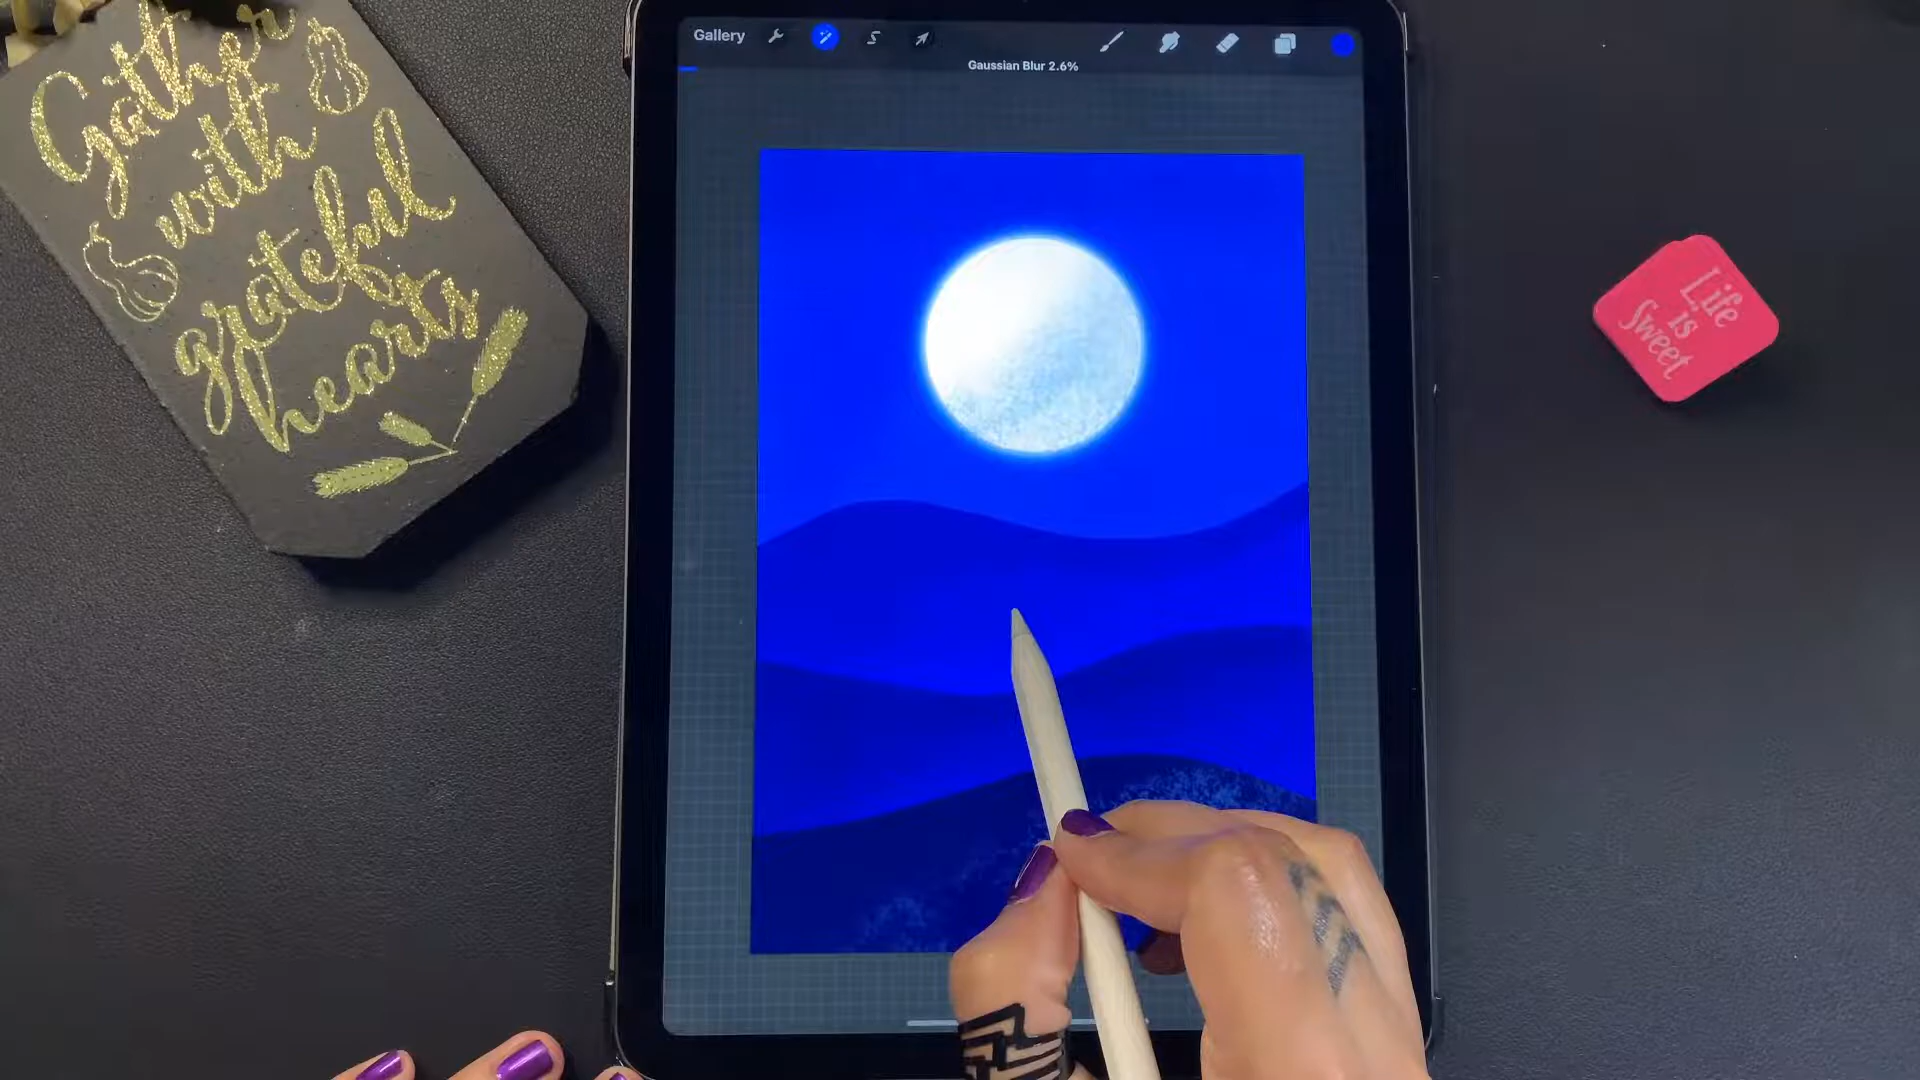 Gather
with
grateful
hearts
Gallery
Gaussian Blur 2.6%
Life
is
Sweet